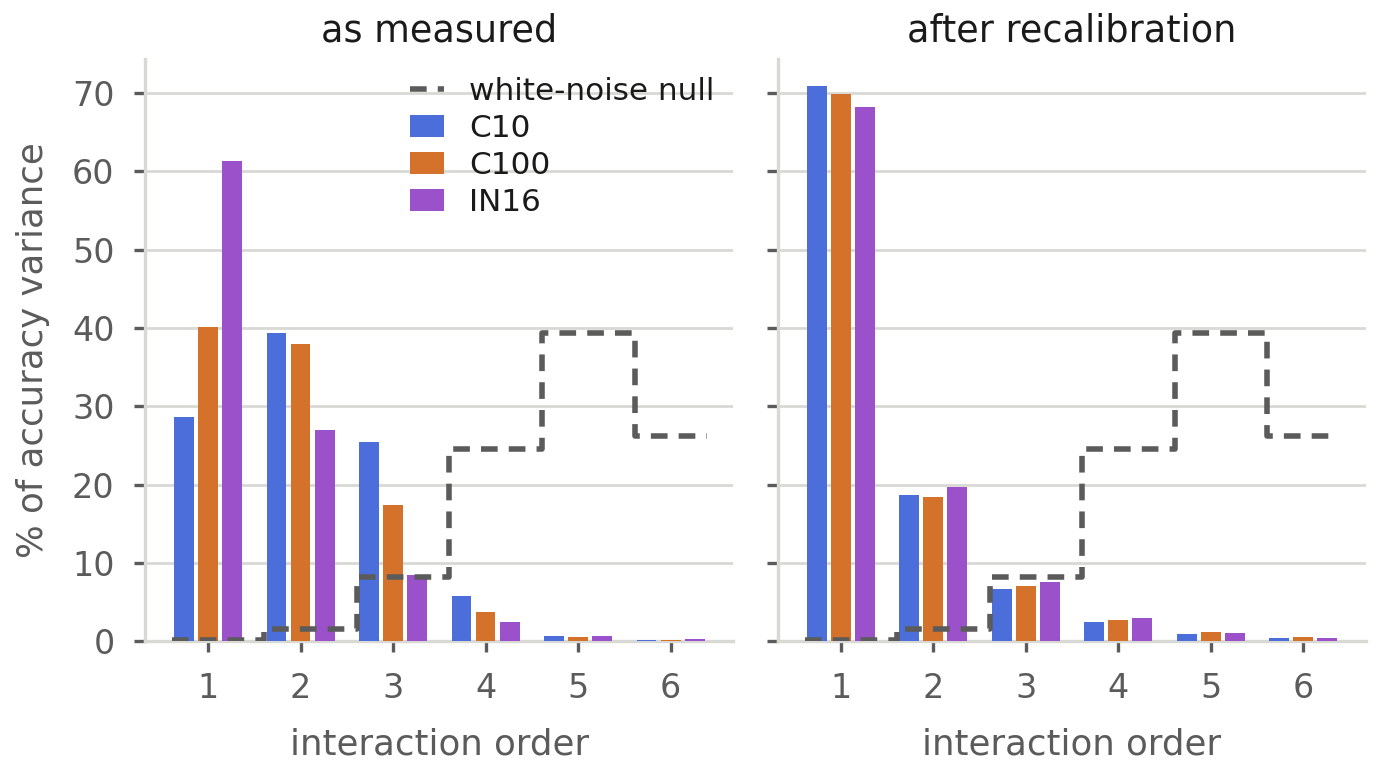 as measured
after recalibration
white-noise null
C10
C100
IN16
% of accuracy variance
70
60
50
40
30
20
10
0
1 2 3 4 5 6
1 2 3 4 5 6
interaction order
interaction order